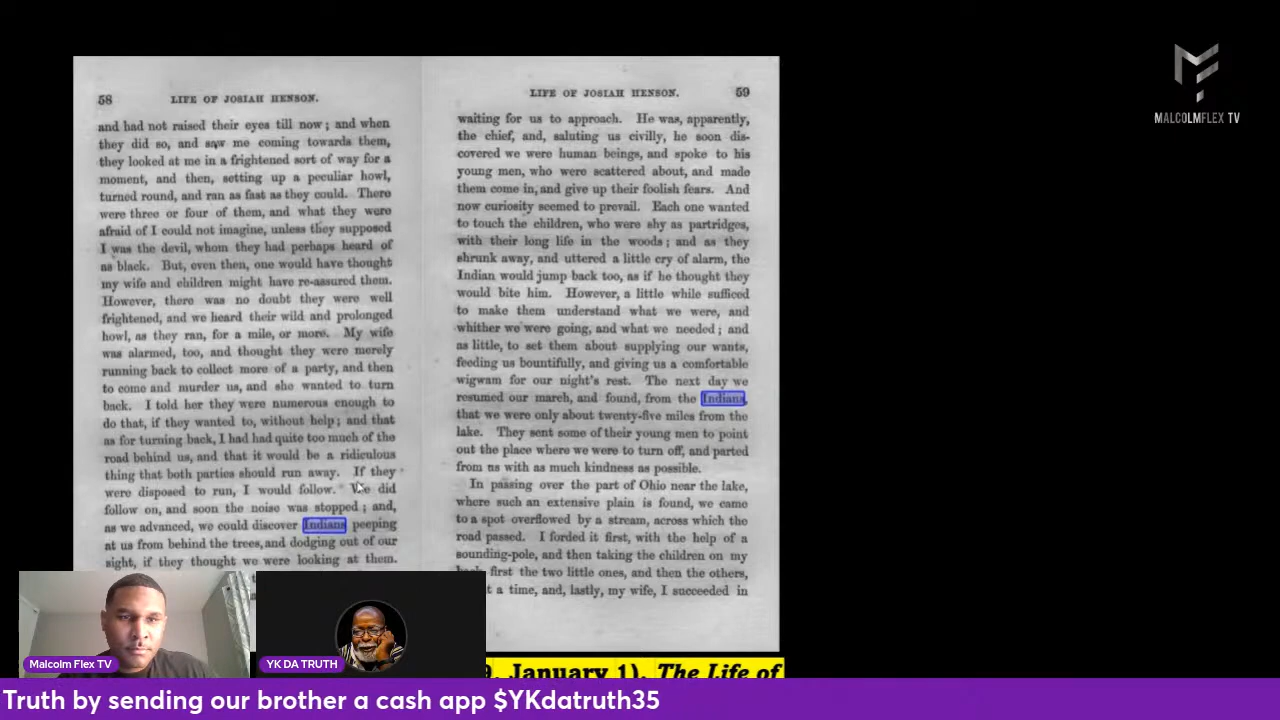 MALCOLMFLEX TV
58
LIFE OF JOSIAH HENSON.
and had not raised their eyes till now; and when
they did so, and saw me coming towards them,
they looked at me in a frightened sort of way for a
moment, and then, setting up a peculiar howl,
turned round, and ran as fast as they could. There
were three or four of them, and what they were
afraid of I could not imagine, unless they supposed
I was the devil, whom they had perhaps heard of
as black. But, even then, one would have thought
my wife and children might have re-assured them.
However, there was no doubt they were well
frightened, and we heard their wild and prolonged
howl, as they ran, for a mile, or more. My wife
was alarmed, too, and thought they were merely
running back to collect more of a party, and then
to come and murder us, and she wanted to turn
back. I told her they were numerous enough to
do that, if they wanted to, without help; and that
as for turning back, I had had quite too much of the
road behind us, and that it would be a ridiculous
thing that both parties should run away. If they
were disposed to run, I would follow. We did
follow on, and soon the noise was stopped; and,
as we advanced, we could discover Indians peeping
at us from behind the trees, and dodging out of our
sight, if they thought we were looking at them.
LIFE OF JOSIAH HENSON.
59
waiting for us to approach. He was, apparently,
the chief, and, saluting us civilly, he soon dis-
covered we were human beings, and spoke to his
young men, who were scattered about, and made
them come in, and give up their foolish fears. And
now curiosity seemed to prevail. Each one wanted
to touch the children, who were shy as partridges,
with their long life in the woods; and as they
shrunk away, and uttered a little cry of alarm, the
Indian would jump back too, as if he thought they
would bite him. However, a little while sufficed
to make them understand what we were, and
whither we were going, and what we needed; and
as little, to set them about supplying our wants,
feeding us bountifully, and giving us a comfortable
wigwam for our night's rest. The next day we
resumed our march, and found, from the Indians,
that we were only about twenty-five miles from the
lake. They sent some of their young men to point
out the place where we were to turn off, and parted
from us with as much kindness as possible.
In passing over the part of Ohio near the lake,
where such an extensive plain is found, we came
to a spot overflowed by a stream, across which the
road passed. I forded it first, with the help of a
sounding-pole, and then taking the children on my
first the two little ones, and then the others,
a time, and, lastly, my wife, I succeeded in
January 1). The Life of
Malcolm Flex TV
YK DA TRUTH
Truth by sending our brother a cash app $YKdatruth35